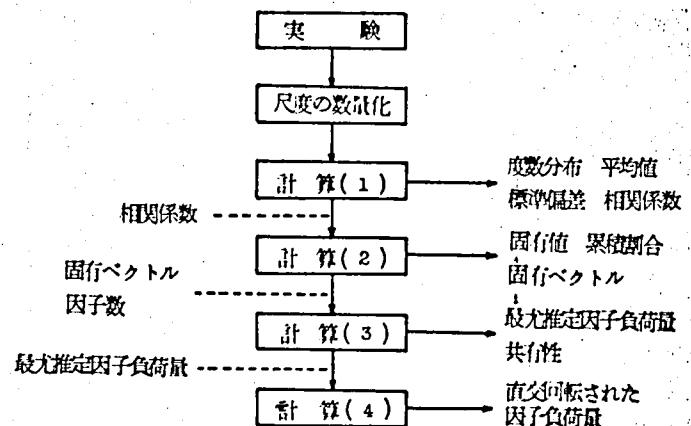 実 験
尺度の数量化
計 算(1)
度数分布 平均値
標準偏差 相関係数
相関係数
計 算(2)
固有値 累積割合
固有ベクトル
固有ベクトル
因子数
計 算(3)
最尤推定因子負荷量
共有性
最尤推定因子負荷量
計 算(4)
直交回転された
因子負荷量